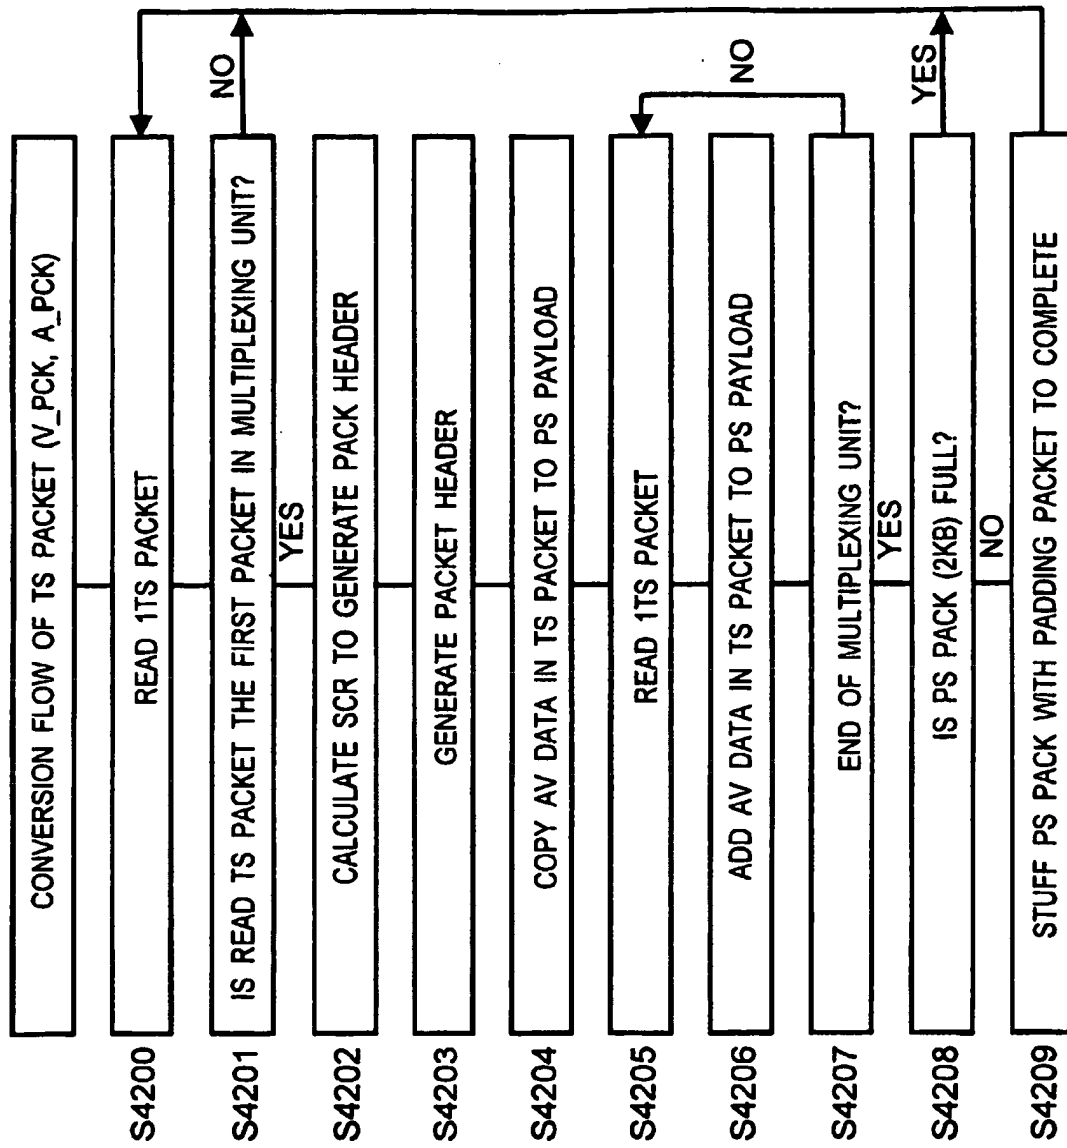 CONVERSION FLOW OF TS PACKET (V_PCK, A_PCK)
S4200
READ 1TS PACKET
S4201
IS READ TS PACKET THE FIRST PACKET IN MULTIPLEXING UNIT?
NO
YES
S4202
CALCULATE SCR TO GENERATE PACK HEADER
S4203
GENERATE PACKET HEADER
S4204
COPY AV DATA IN TS PACKET TO PS PAYLOAD
S4205
READ 1TS PACKET
S4206
ADD AV DATA IN TS PACKET TO PS PAYLOAD
NO
S4207
END OF MULTIPLEXING UNIT?
YES
S4208
IS PS PACK (2KB) FULL?
YES
NO
S4209
STUFF PS PACK WITH PADDING PACKET TO COMPLETE